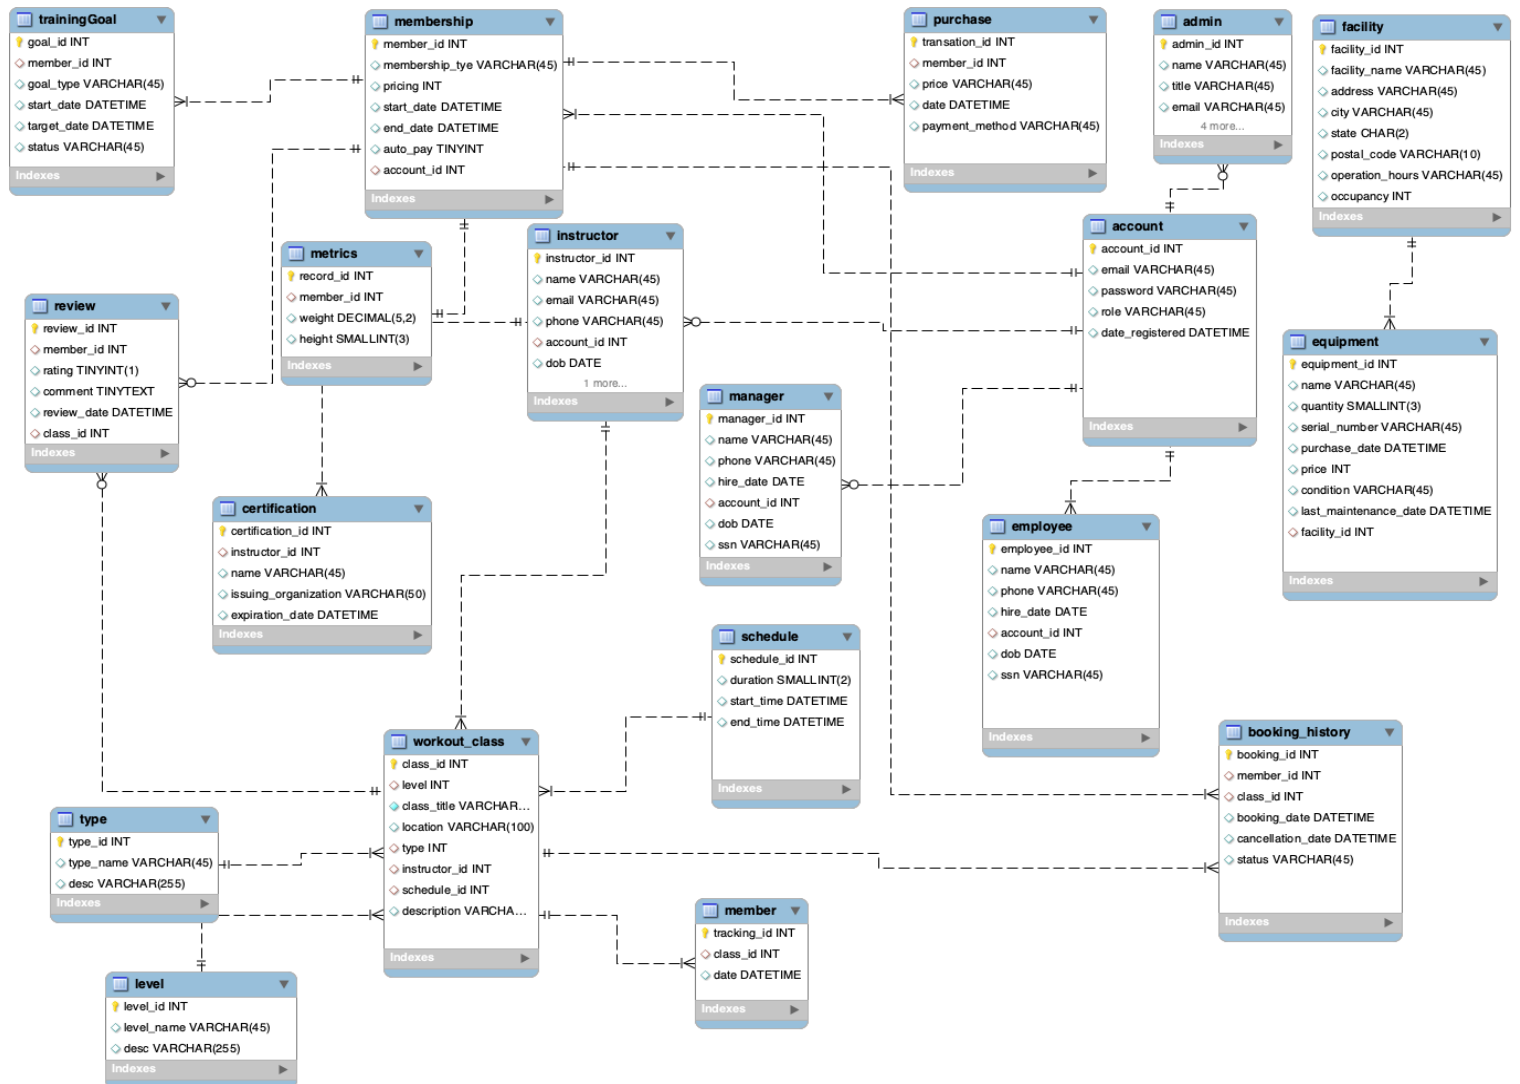 trainingGoal
goal_id INT
member_id INT
goal_type VARCHAR(45)
start_date DATETIME
target_date DATETIME
status VARCHAR(45)
Indexes
membership
member_id INT
membership_tye VARCHAR(45)
pricing INT
start_date DATETIME
end_date DATETIME
auto_pay TINYINT
account_id INT
Indexes
purchase
transation_id INT
member_id INT
price VARCHAR(45)
date DATETIME
payment_method VARCHAR(45)
Indexes
admin
admin_id INT
name VARCHAR(45)
title VARCHAR(45)
email VARCHAR(45)
4 more...
Indexes
facility
facility_id INT
facility_name VARCHAR(45)
address VARCHAR(45)
city VARCHAR(45)
state CHAR(2)
postal_code VARCHAR(10)
operation_hours VARCHAR(45)
occupancy INT
Indexes
review
review_id INT
member_id INT
rating TINYINT(1)
comment TINYTEXT
review_date DATETIME
class_id INT
Indexes
metrics
record_id INT
member_id INT
weight DECIMAL(5,2)
height SMALLINT(3)
Indexes
instructor
instructor_id INT
name VARCHAR(45)
email VARCHAR(45)
phone VARCHAR(45)
account_id INT
dob DATE
1 more...
Indexes
account
account_id INT
email VARCHAR(45)
password VARCHAR(45)
role VARCHAR(45)
date_registered DATETIME
Indexes
manager
manager_id INT
name VARCHAR(45)
phone VARCHAR(45)
hire_date DATE
account_id INT
dob DATE
ssn VARCHAR(45)
Indexes
equipment
equipment_id INT
name VARCHAR(45)
quantity SMALLINT(3)
serial_number VARCHAR(45)
purchase_date DATETIME
price INT
condition VARCHAR(45)
last_maintenance_date DATETIME
facility_id INT
Indexes
certification
certification_id INT
instructor_id INT
name VARCHAR(45)
issuing_organization VARCHAR(50)
expiration_date DATETIME
Indexes
employee
employee_id INT
name VARCHAR(45)
phone VARCHAR(45)
hire_date DATE
account_id INT
dob DATE
ssn VARCHAR(45)
Indexes
schedule
schedule_id INT
duration SMALLINT(2)
start_time DATETIME
end_time DATETIME
Indexes
workout_class
class_id INT
level INT
class_title VARCHAR...
location VARCHAR(100)
type INT
instructor_id INT
schedule_id INT
description VARCHA...
Indexes
booking_history
booking_id INT
member_id INT
class_id INT
booking_date DATETIME
cancellation_date DATETIME
status VARCHAR(45)
Indexes
type
type_id INT
type_name VARCHAR(45)
desc VARCHAR(255)
Indexes
member
tracking_id INT
class_id INT
date DATETIME
Indexes
level
level_id INT
level_name VARCHAR(45)
desc VARCHAR(255)
Indexes